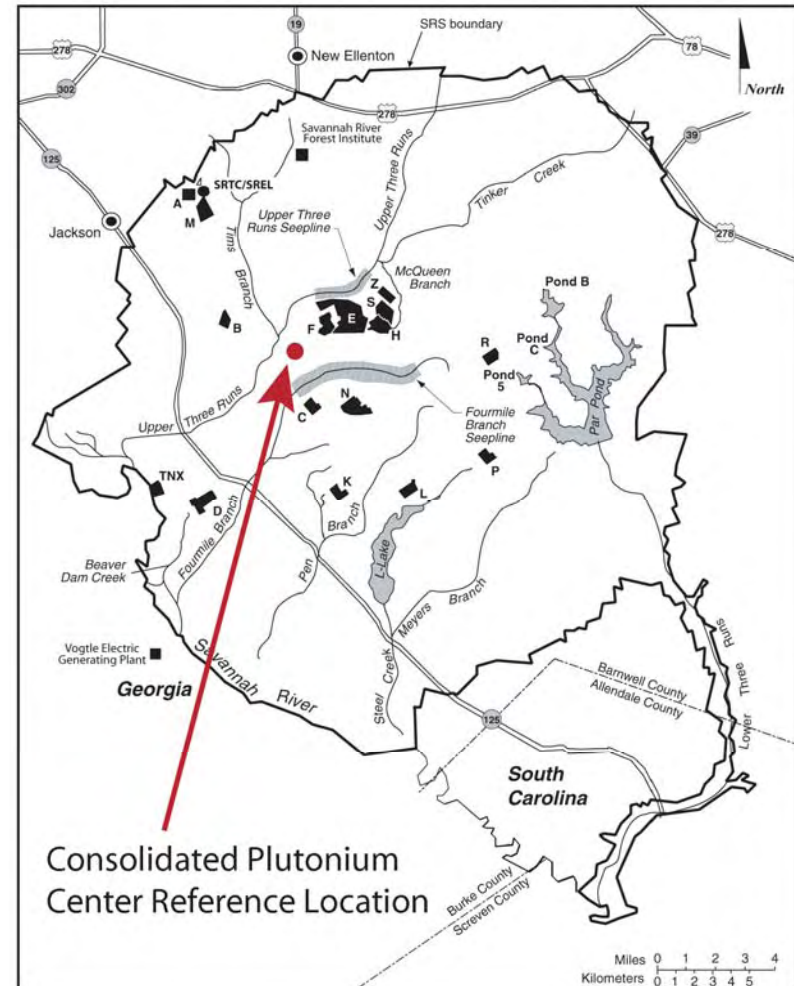 19
SRS boundary
278
New Ellenton
78
302
278
North
125
Savannah River
Forest Institute
39
SRTC/SREL
A
M
Jackson
Tims
Branch
Upper Three
Runs Seepline
Upper Three Runs
Tinker Creek
278
McQueen
Branch
Z
S
E
F
H
B
Pond B
Pond
C
R
Pond
5
Par Pond
Upper Three Runs
C
N
Fourmile
Branch
Seepline
P
TNX
D
K
L
Fourmile Branch
Pen Branch
L-Lake
Beaver
Dam Creek
Meyers Branch
Vogtle Electric
Generating Plant
Savannah River
Georgia
Steel Creek
Lower Three Runs
Barnwell County
Allendale County
125
South
Carolina
Consolidated Plutonium
Center Reference Location
Burke County
Screven County
Miles 0 1 2 3 4
Kilometers 0 1 2 3 4 5